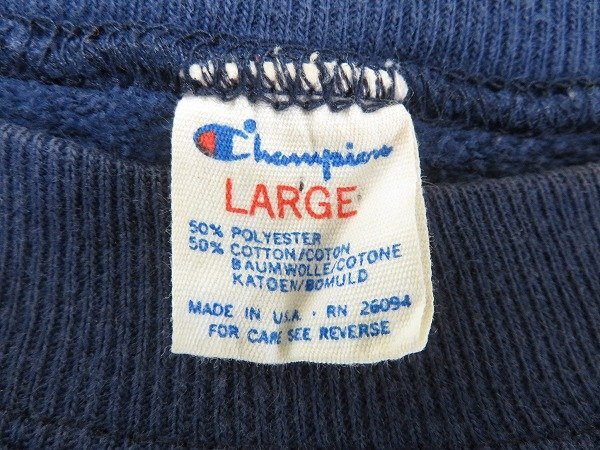 Champion
LARGE
50% POLYESTER
50% COTTON/COTON
BAUMWOLLE/COTONE
KATOEN/BOMULD
MADE IN U.S.A. · RN 26094
FOR CARE SEE REVERSE